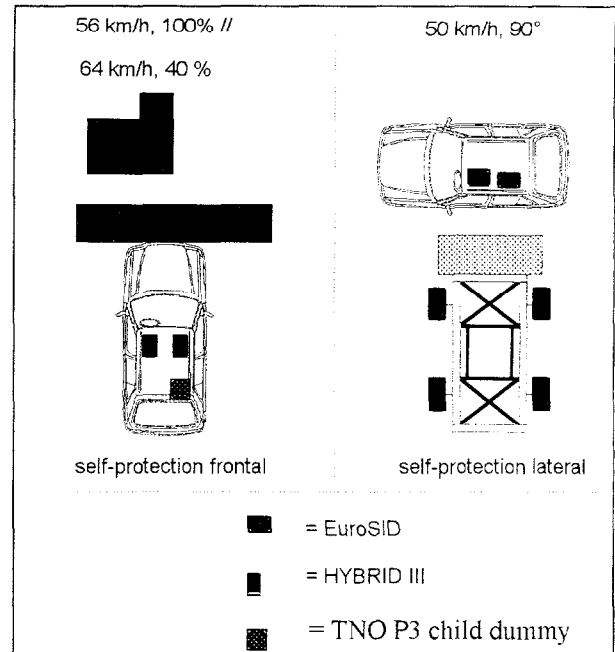 56 km/h, 100% //
64 km/h, 40 %
50 km/h, 90°
self-protection frontal
self-protection lateral
= EuroSID
= HYBRID III
= TNO P3 child dummy